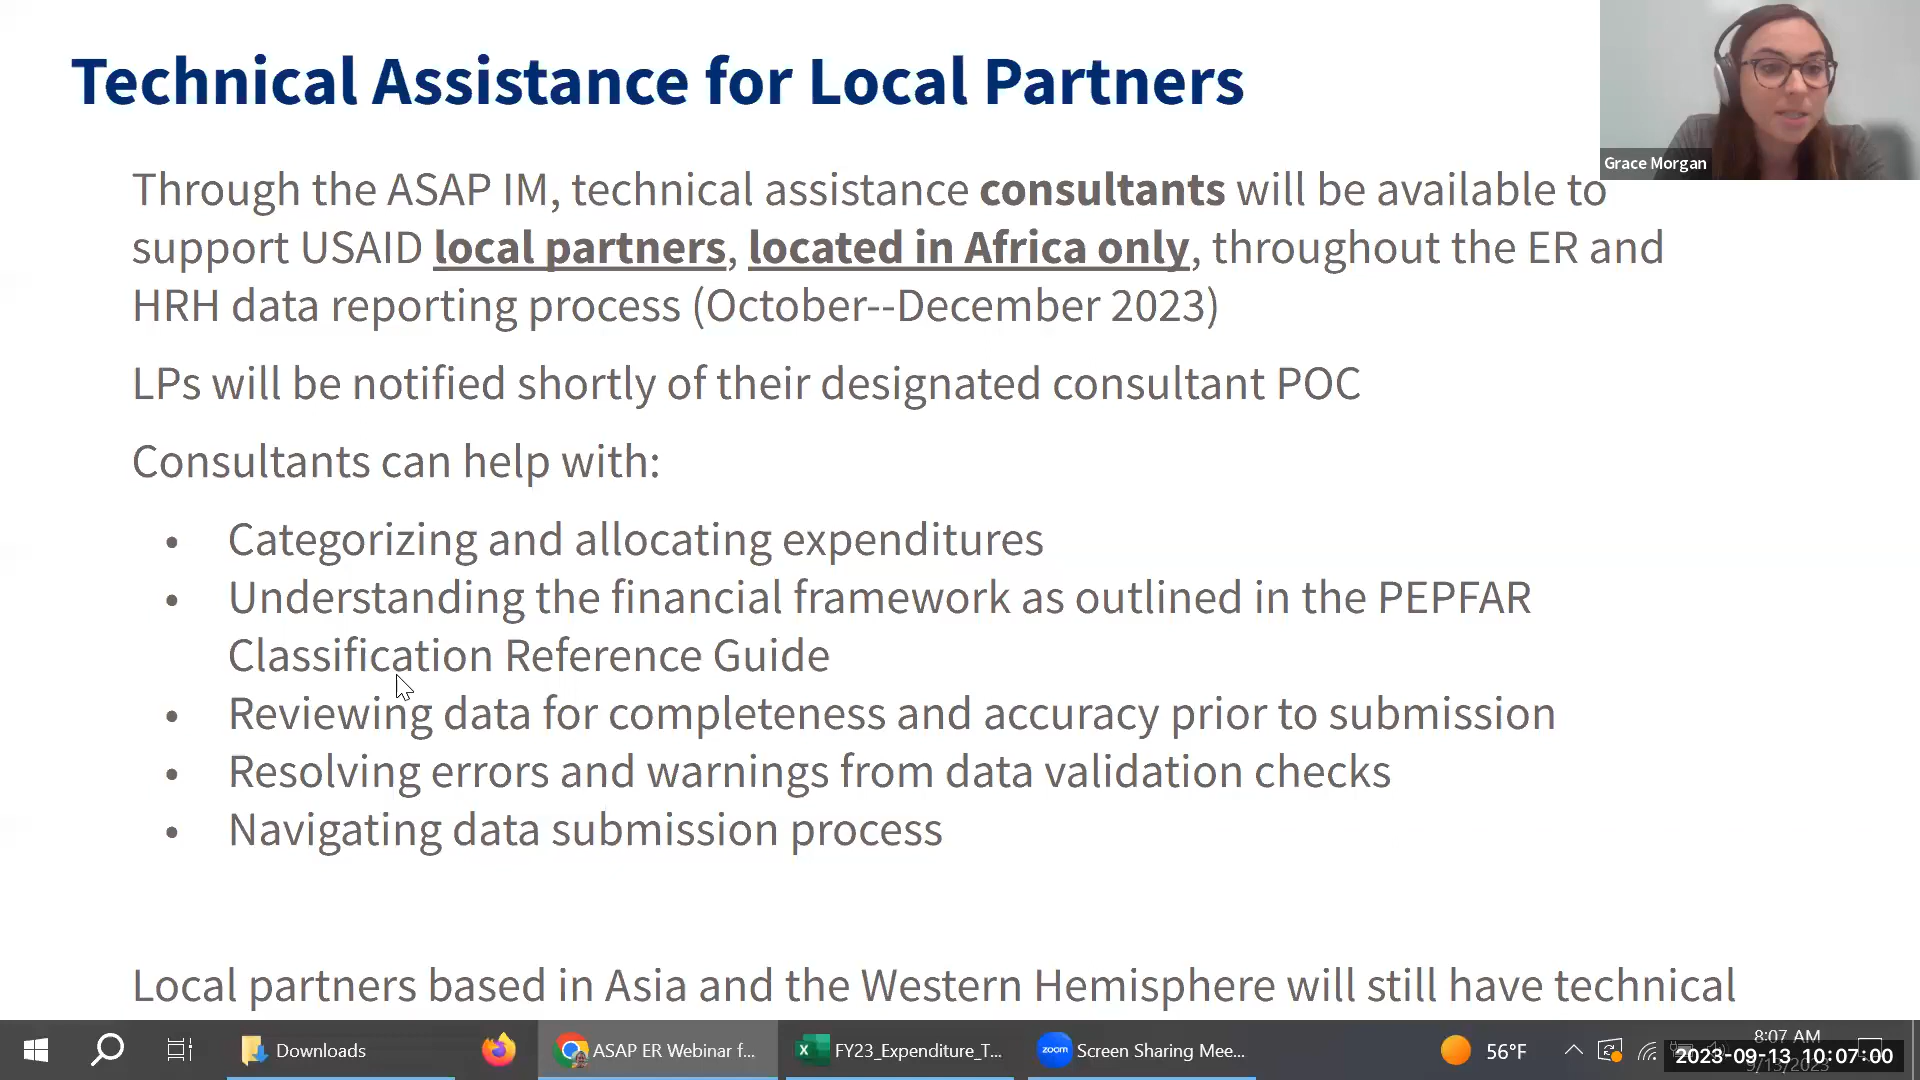 Technical Assistance for Local Partners
Grace Morgan
Through the ASAP IM, technical assistance consultants will be available to
support USAID local partners, located in Africa only, throughout the ER and
HRH data reporting process (October--December 2023)
LPs will be notified shortly of their designated consultant POC
Consultants can help with:
• Categorizing and allocating expenditures
• Understanding the financial framework as outlined in the PEPFAR
Classification Reference Guide
• Reviewing data for completeness and accuracy prior to submission
• Resolving errors and warnings from data validation checks
• Navigating data submission process
Local partners based in Asia and the Western Hemisphere will still have technical
Downloads
ASAP ER Webinar f...
FY23_Expenditure_T...
zoom
Screen Sharing Mee...
56°F
8:07 AM
2023-09-13 10:07:00
9/13/2023